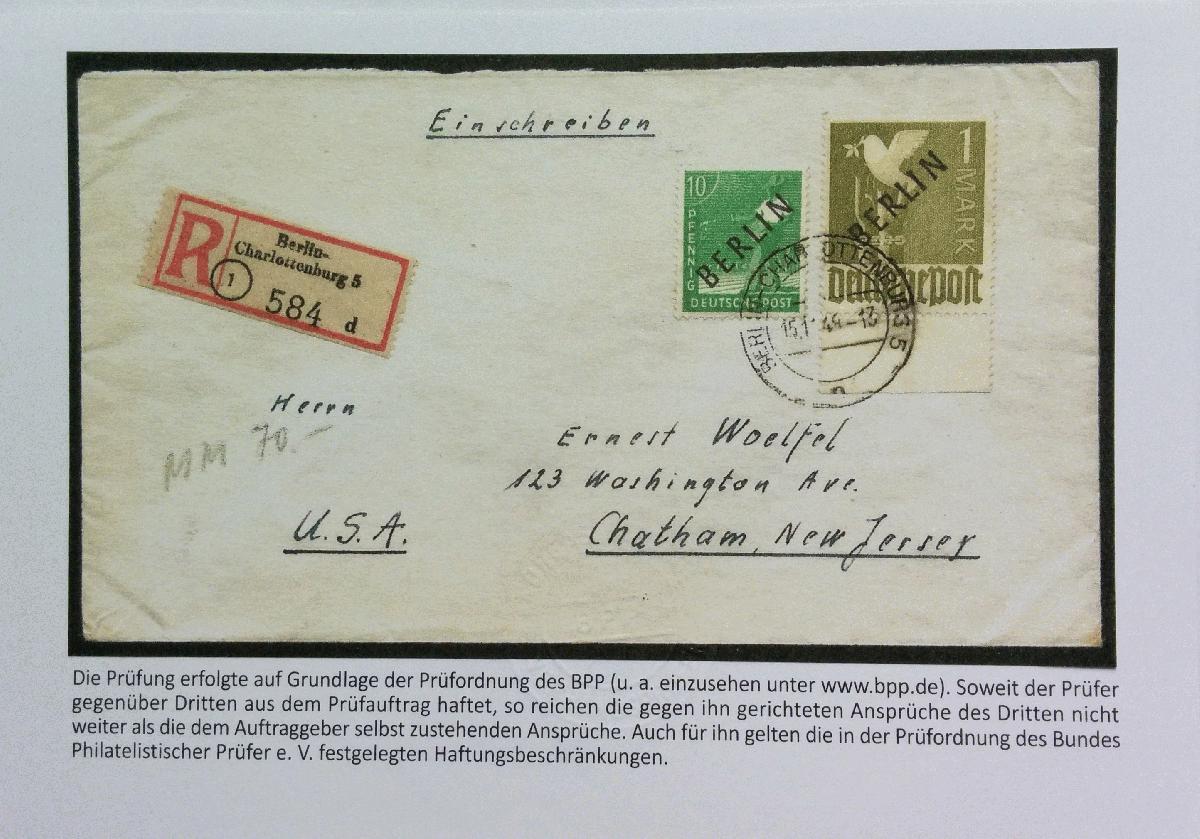 Einschreiben
10
PFENNIG
BERLIN
DEUTSCHE POST
1 MARK
BERLIN
Deutsche Post
BERLIN-CHARLOTTENBURG 5
R
Berlin-
Charlottenburg 5
1
584 d
Herrn
MM 70.-
Ernest Woelfel
123 Washington Ave.
U.S.A.
Chatham, New Jersey
Die Prüfung erfolgte auf Grundlage der Prüfordnung des BPP (u. a. einzusehen unter www.bpp.de). Soweit der Prüfer
gegenüber Dritten aus dem Prüfauftrag haftet, so reichen die gegen ihn gerichteten Ansprüche des Dritten nicht
weiter als die dem Auftraggeber selbst zustehenden Ansprüche. Auch für ihn gelten die in der Prüfordnung des Bundes
Philatelistischer Prüfer e. V. festgelegten Haftungsbeschränkungen.